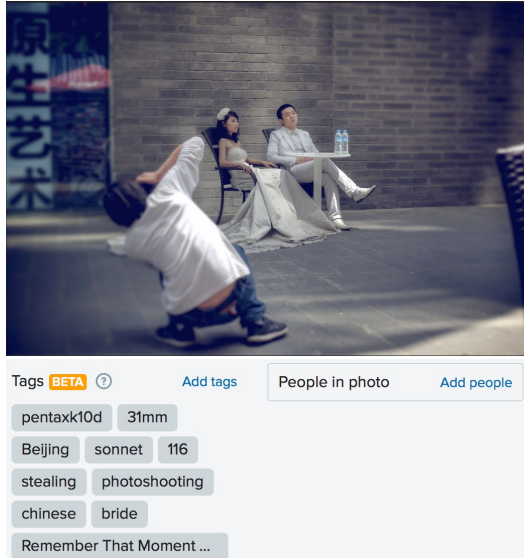 原
生
艺
术
Tags BETA ? Add tags
People in photo Add people
pentaxk10d 31mm
Beijing sonnet 116
stealing photoshooting
chinese bride
Remember That Moment ...